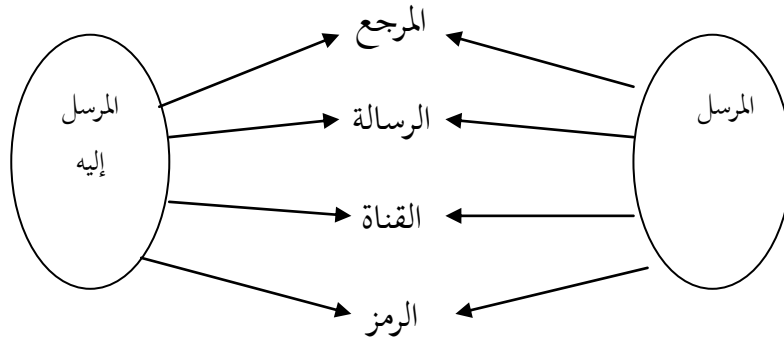 المرجع
المرسل
المرسل
إليه
الرسالة
القناة
الرمز